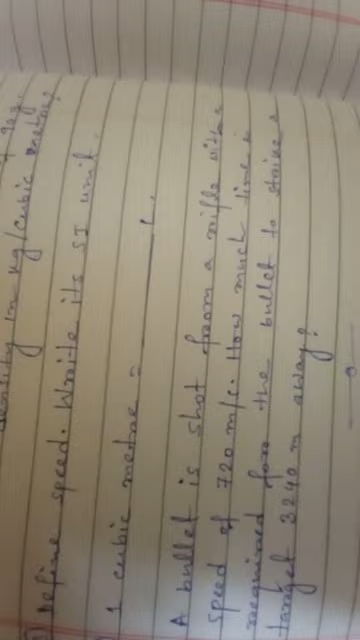 density in kg/cubic metre?
Define speed. Write its SI unit.
1 cubic metre = ______ L.
A bullet is shot from a rifle with a
speed of 720 m/s. How much time is
required for the bullet to strike a
target 3240 m away?